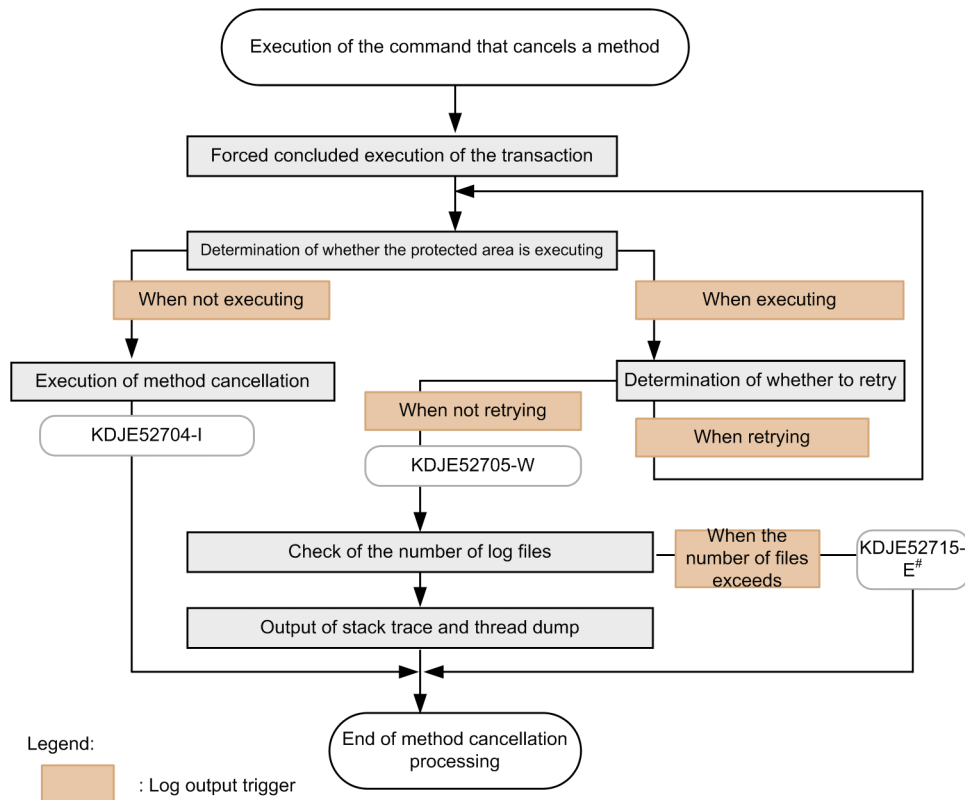 Execution of the command that cancels a method
Forced concluded execution of the transaction
Determination of whether the protected area is executing
When not executing
When executing
Execution of method cancellation
Determination of whether to retry
When not retrying
When retrying
KDJE52704-I
KDJE52705-W
Check of the number of log files
When the
number of files
exceeds
KDJE52715-
E#
Output of stack trace and thread dump
End of method cancellation
processing
Legend:
: Log output trigger